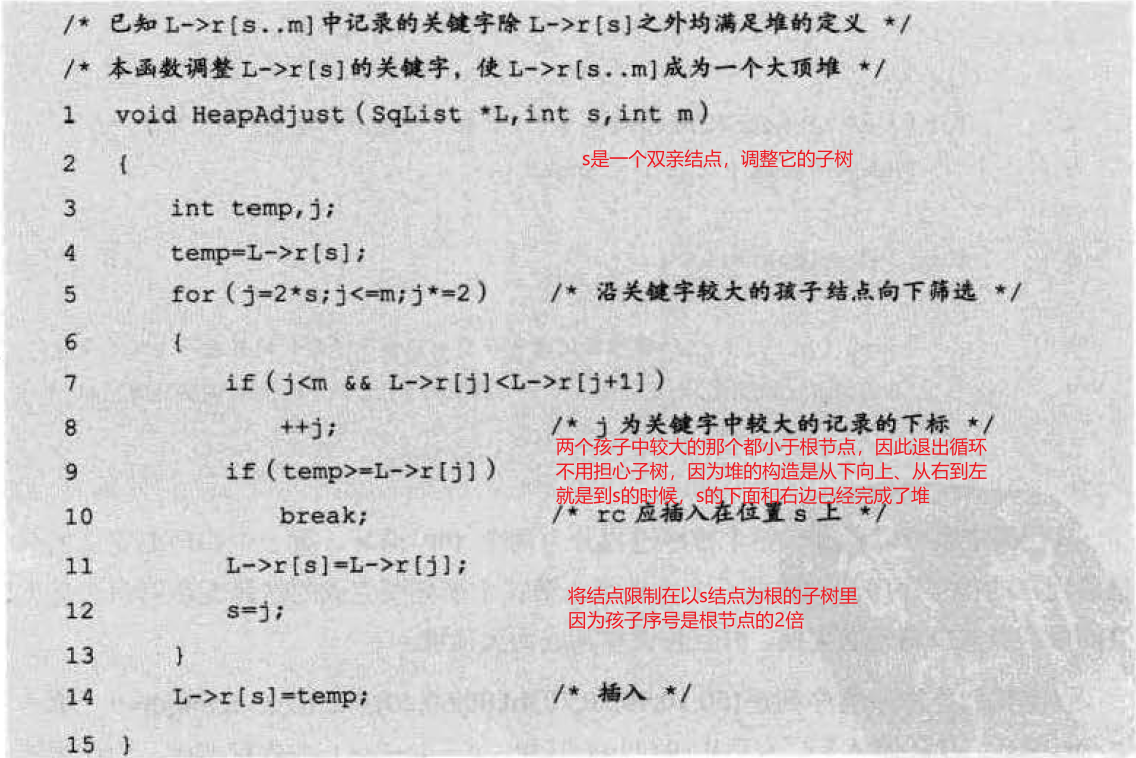 /* 已知 L->r[s..m]中记录的关键字除 L->r[s]之外均满足堆的定义 */
/* 本函数调整 L->r[s]的关键字，使 L->r[s..m]成为一个大顶堆 */
1 void HeapAdjust(SqList *L,int s,int m)
s是一个双亲结点，调整它的子树
2 {
3 int temp,j;
4 temp=L->r[s];
5 for(j=2*s;j<=m;j*=2) /* 沿关键字较大的孩子结点向下筛选 */
6 {
7 if(j<m && L->r[j]<L->r[j+1])
8 ++j; /* j 为关键字中较大的记录的下标 */
两个孩子中较大的那个都小于根节点，因此退出循环
9 if(temp>=L->r[j])
不用担心子树，因为堆的构造是从下向上、从右到左
就是到s的时候，s的下面和右边已经完成了堆
10 break; /* rc 应插入在位置 s 上 */
11 L->r[s]=L->r[j];
将结点限制在以s结点为根的子树里
12 s=j;
因为孩子序号是根节点的2倍
13 }
14 L->r[s]=temp; /* 插入 */
15 }